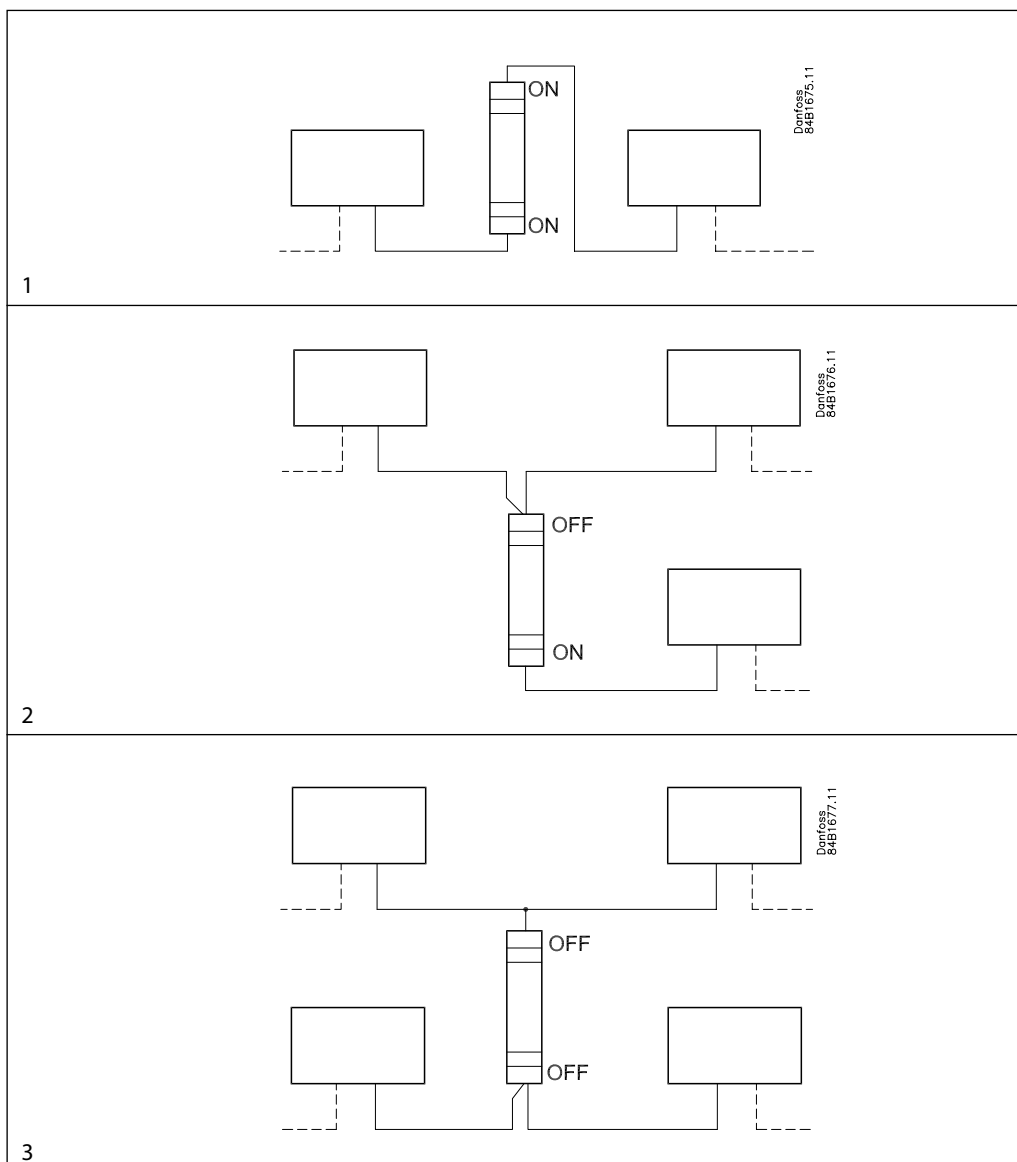 ON
ON
Danfoss
84B1675.11
1
Danfoss
84B1676.11
OFF
ON
2
Danfoss
84B1677.11
OFF
OFF
3